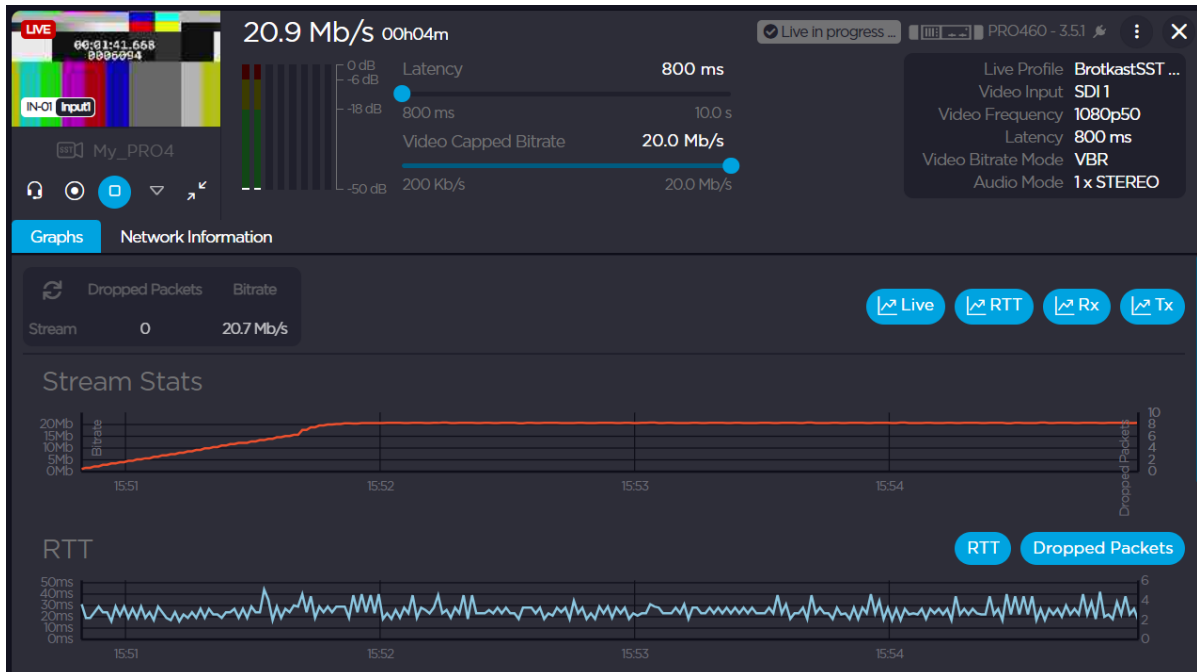 LIVE
00:01:41.668
0006094
IN-01 Input1
SST My_PRO4
20.9 Mb/s 00h04m
0 dB
-6 dB
-18 dB
-50 dB
Latency 800 ms
800 ms 10.0 s
Video Capped Bitrate 20.0 Mb/s
200 Kb/s 20.0 Mb/s
Live in progress ... PRO460 - 3.5.1
Live Profile BrotkastSST ...
Video Input SDI 1
Video Frequency 1080p50
Latency 800 ms
Video Bitrate Mode VBR
Audio Mode 1 x STEREO
Graphs Network Information
Dropped Packets Bitrate
Stream 0 20.7 Mb/s
Live RTT Rx Tx
Stream Stats
20Mb
15Mb
10Mb
5Mb
0Mb
Bitrate
10
8
6
4
2
0
Dropped Packets
15:51 15:52 15:53 15:54
RTT
RTT Dropped Packets
50ms
40ms
30ms
20ms
10ms
0ms
6
4
2
0
15:51 15:52 15:53 15:54